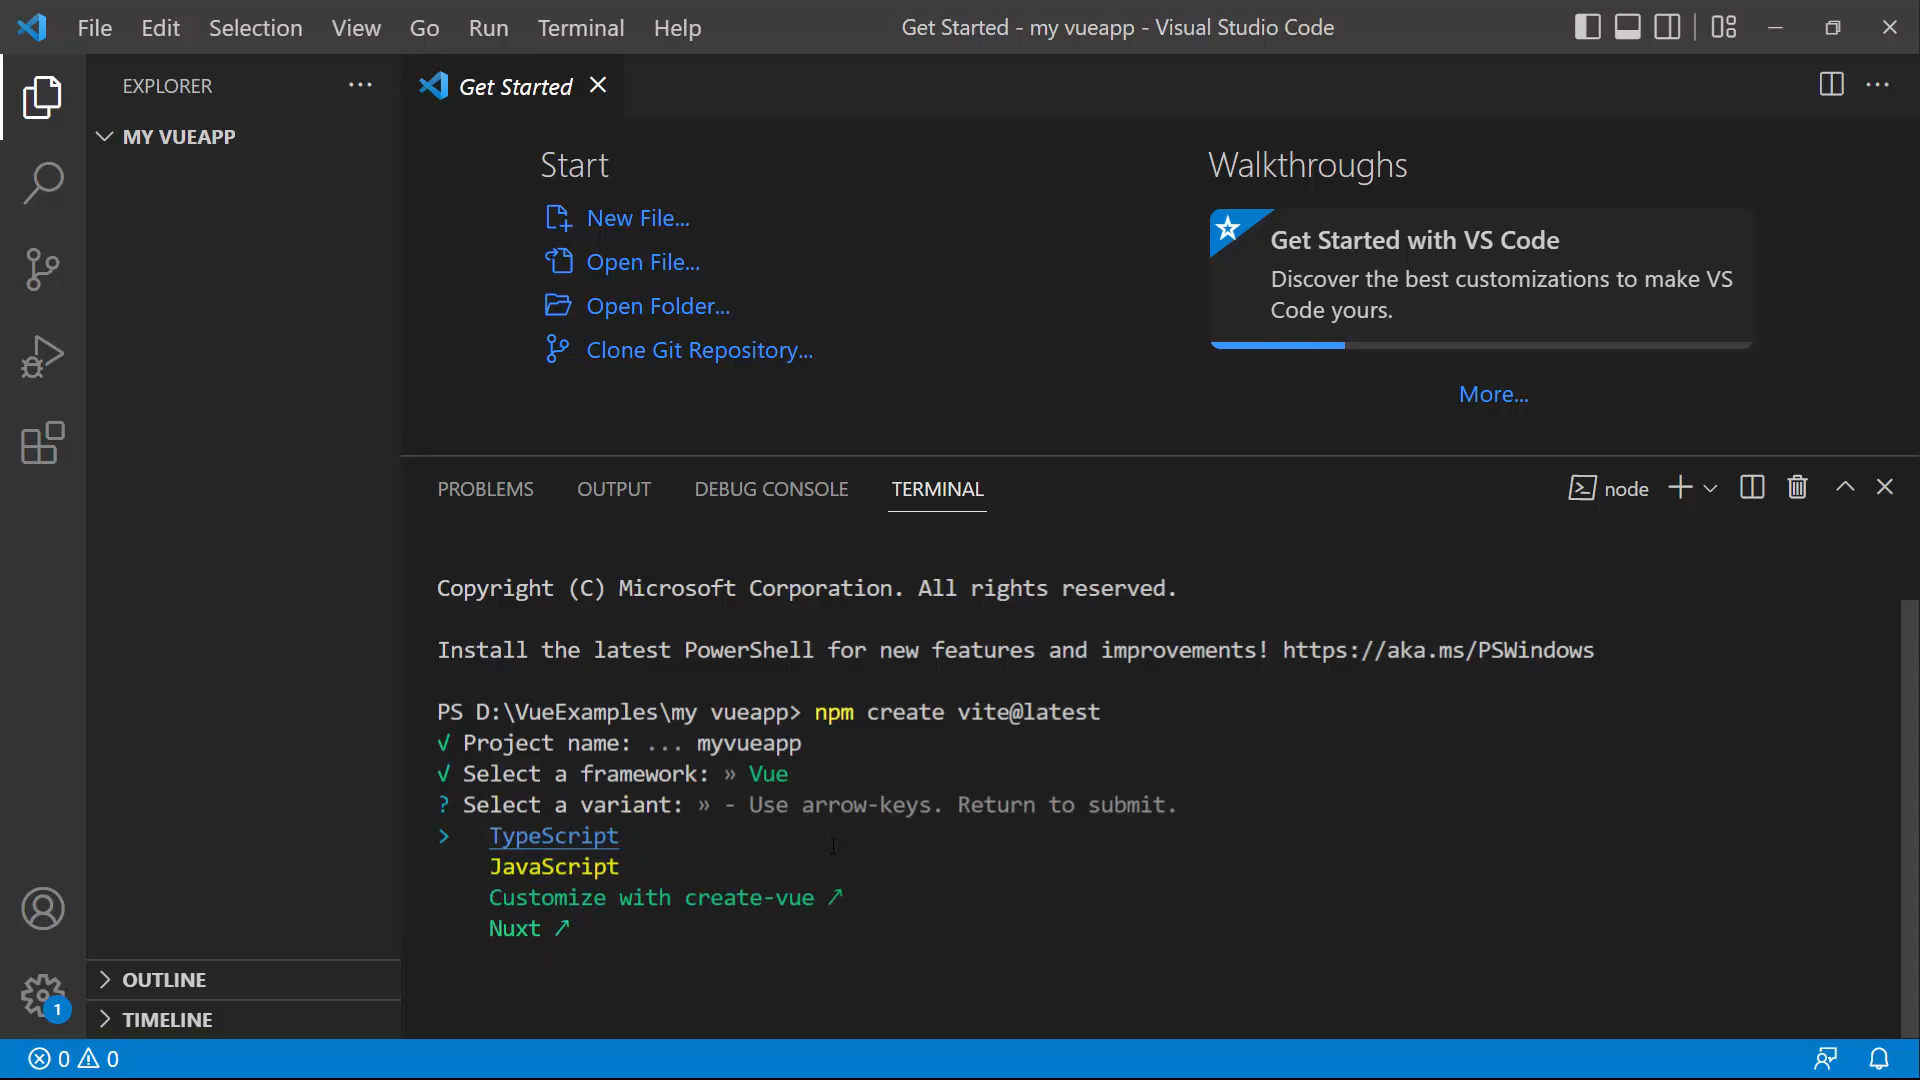 File Edit Selection View Go Run Terminal Help
Get Started - my vueapp - Visual Studio Code
EXPLORER
MY VUEAPP
OUTLINE
TIMELINE
Get Started
Start
New File...
Open File...
Open Folder...
Clone Git Repository...
Walkthroughs
Get Started with VS Code
Discover the best customizations to make VS
Code yours.
More...
PROBLEMS OUTPUT DEBUG CONSOLE TERMINAL
node
Copyright (C) Microsoft Corporation. All rights reserved.
Install the latest PowerShell for new features and improvements! https://aka.ms/PSWindows
PS D:\VueExamples\my vueapp> npm create vite@latest
√ Project name: ... myvueapp
√ Select a framework: » Vue
? Select a variant: » - Use arrow-keys. Return to submit.
> TypeScript
JavaScript
Customize with create-vue ↗
Nuxt ↗
1
0 0